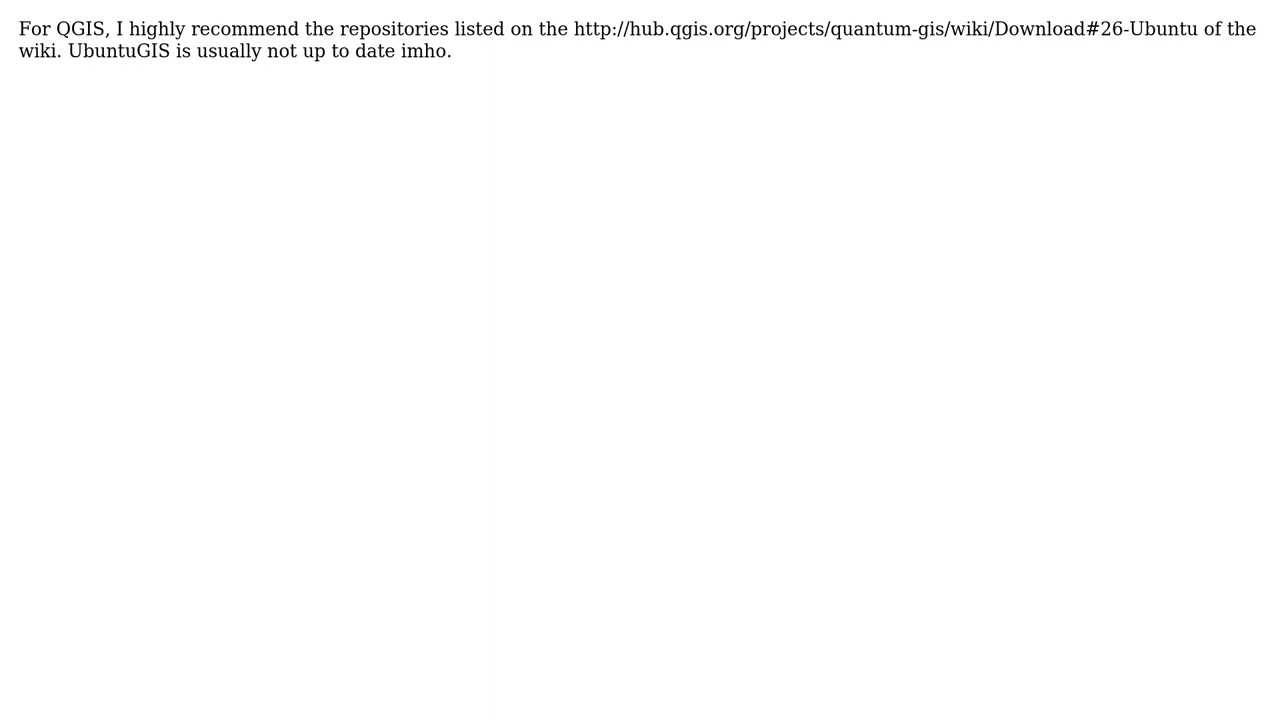 For QGIS, I highly recommend the repositories listed on the http://hub.qgis.org/projects/quantum-gis/wiki/Download#26-Ubuntu of the
wiki. UbuntuGIS is usually not up to date imho.